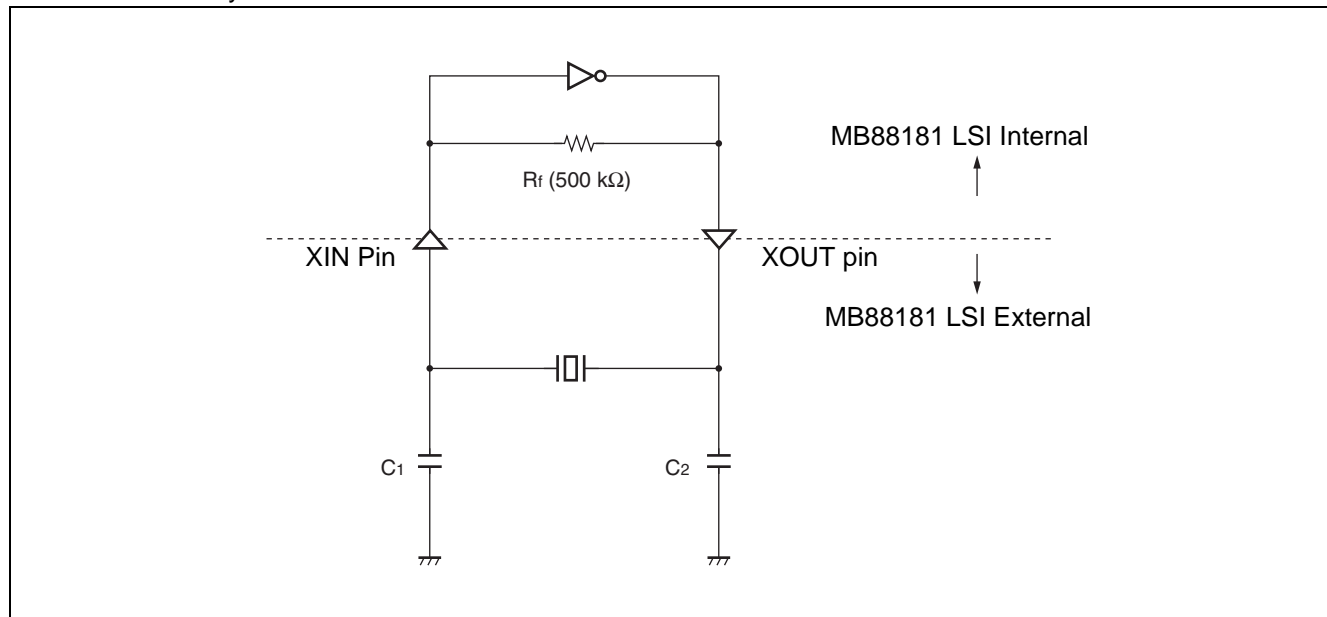 MB88181 LSI Internal
Rf (500 kΩ)
XIN Pin
XOUT pin
MB88181 LSI External
C1
C2